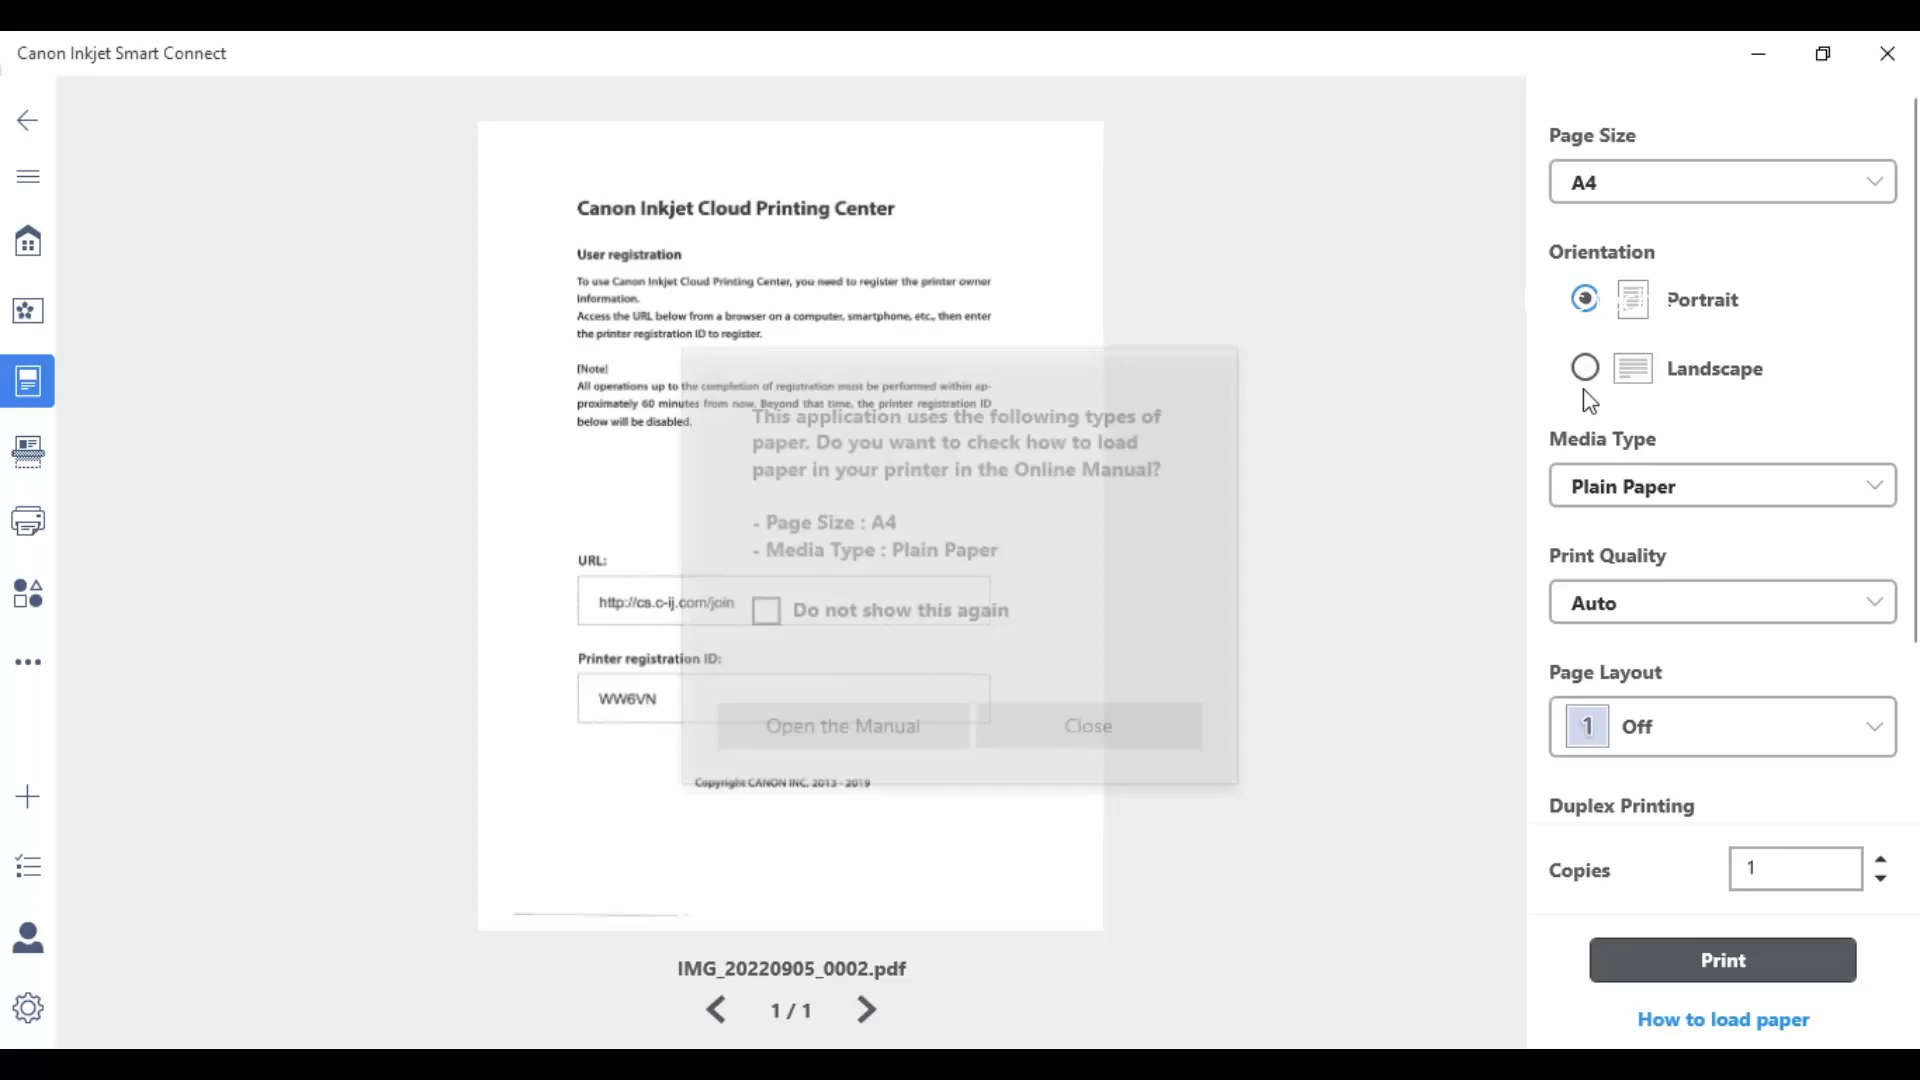 Canon Inkjet Smart Connect
Canon Inkjet Cloud Printing Center
User registration
To use Canon Inkjet Cloud Printing Center, you need to register the printer owner
information.
Access the URL below from a browser on a computer, smartphone, etc., then enter
the printer registration ID to register.
[Note]
All operations up to the completion of registration must be performed within ap-
proximately 60 minutes from now. Beyond that time, the printer registration ID
below will be disabled.
This application uses the following types of
paper. Do you want to check how to load
paper in your printer in the Online Manual?
- Page Size : A4
- Media Type : Plain Paper
URL:
http://cs.c-ij.com/join
Do not show this again
Printer registration ID:
WW6VN
Open the Manual
Close
Copyright CANON INC. 2013 - 2019
IMG_20220905_0002.pdf
1 / 1
Page Size
A4
Orientation
Portrait
Landscape
Media Type
Plain Paper
Print Quality
Auto
Page Layout
1 Off
Duplex Printing
Copies 1
Print
How to load paper